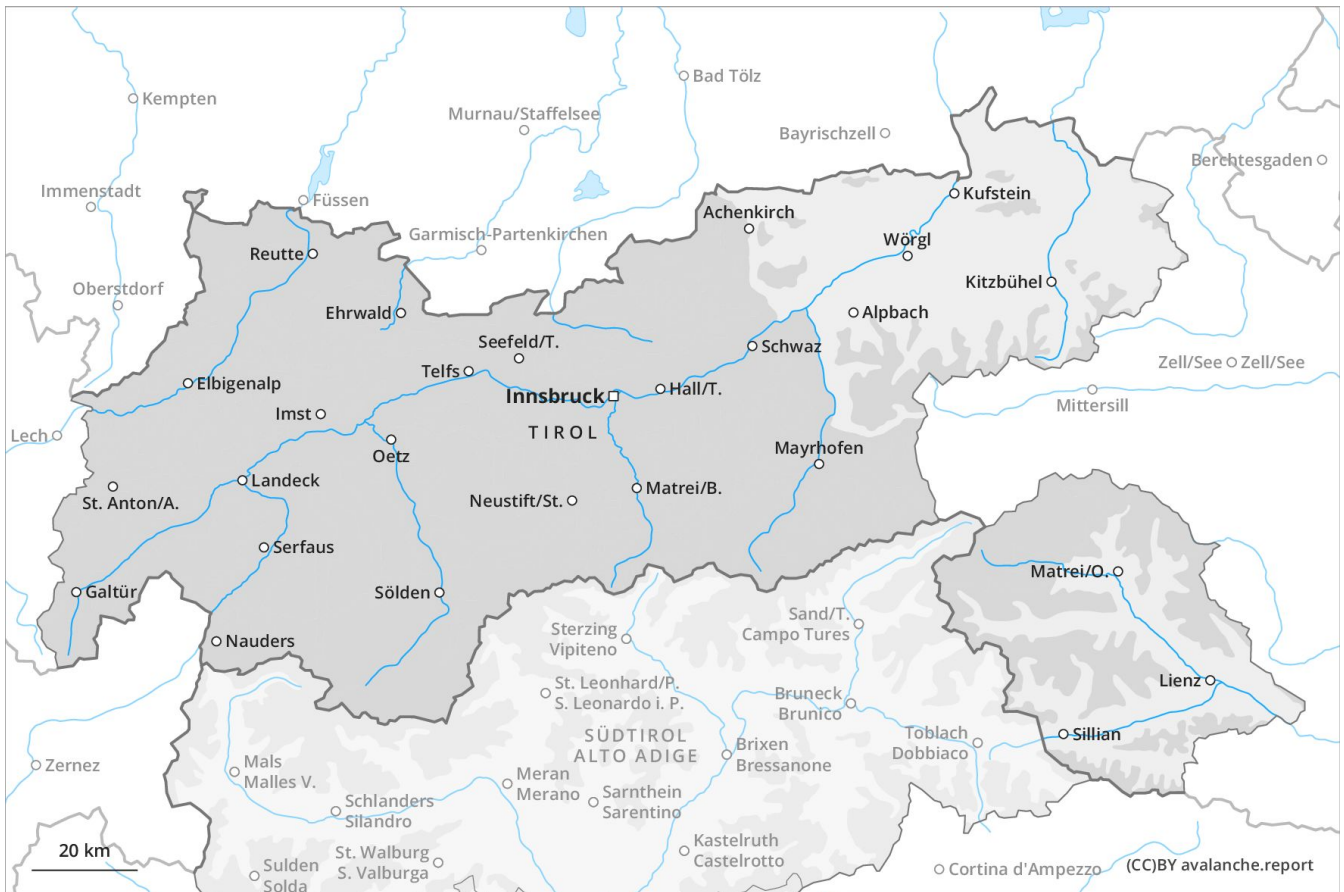 Kempten
Bad Tölz
Murnau/Staffelsee
Bayrischzell
Berchtesgaden
Immenstadt
Füssen
Kufstein
Achenkirch
Garmisch-Partenkirchen
Wörgl
Reutte
Oberstdorf
Kitzbühel
Ehrwald
Alpbach
Seefeld/T.
Schwaz
Telfs
Zell/See
Zell/See
Elbigenalp
Innsbruck
Hall/T.
Mittersill
Imst
TIROL
Lech
Oetz
Mayrhofen
Landeck
Matrei/B.
St. Anton/A.
Neustift/St.
Serfaus
Matrei/O.
Galtür
Sölden
Sand/T.
Campo Tures
Nauders
Sterzing
Vipiteno
Lienz
St. Leonhard/P.
S. Leonardo i. P.
Bruneck
Brunico
SÜDTIROL
ALTO ADIGE
Toblach
Dobbiaco
Sillian
Brixen
Bressanone
Zernez
Mals
Malles V.
Meran
Merano
Schlanders
Silandro
Sarnthein
Sarentino
20 km
St. Walburg
S. Valburga
Kastelruth
Castelrotto
Sulden
Solda
Cortina d'Ampezzo
(CC)BY avalanche.report